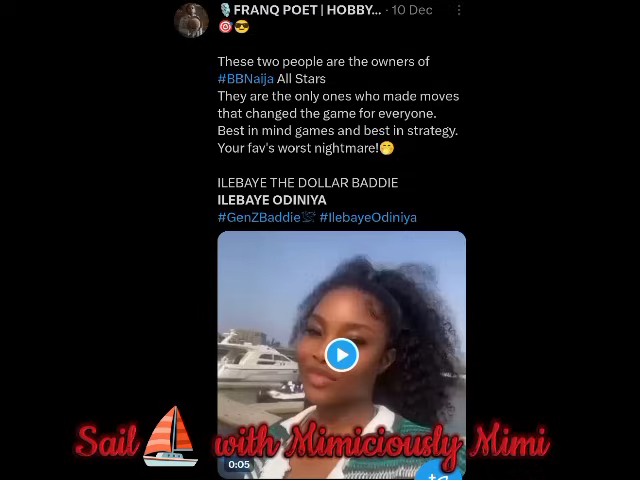 FRANQ POET | HOBBY... · 10 Dec
These two people are the owners of
#BBNaija All Stars
They are the only ones who made moves
that changed the game for everyone.
Best in mind games and best in strategy.
Your fav's worst nightmare!🤭
ILEBAYE THE DOLLAR BADDIE
ILEBAYE ODINIYA
#GenZBaddie #IlebayeOdiniya
Sail with Mimiciously Mimi
0:05